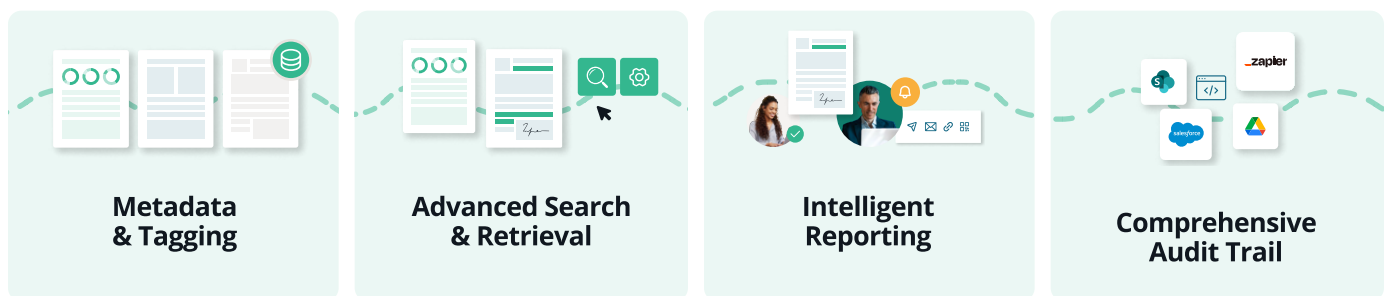 Metadata
& Tagging
Advanced Search
& Retrieval
Intelligent
Reporting
zapier
S
</>
salesforce
Comprehensive
Audit Trail